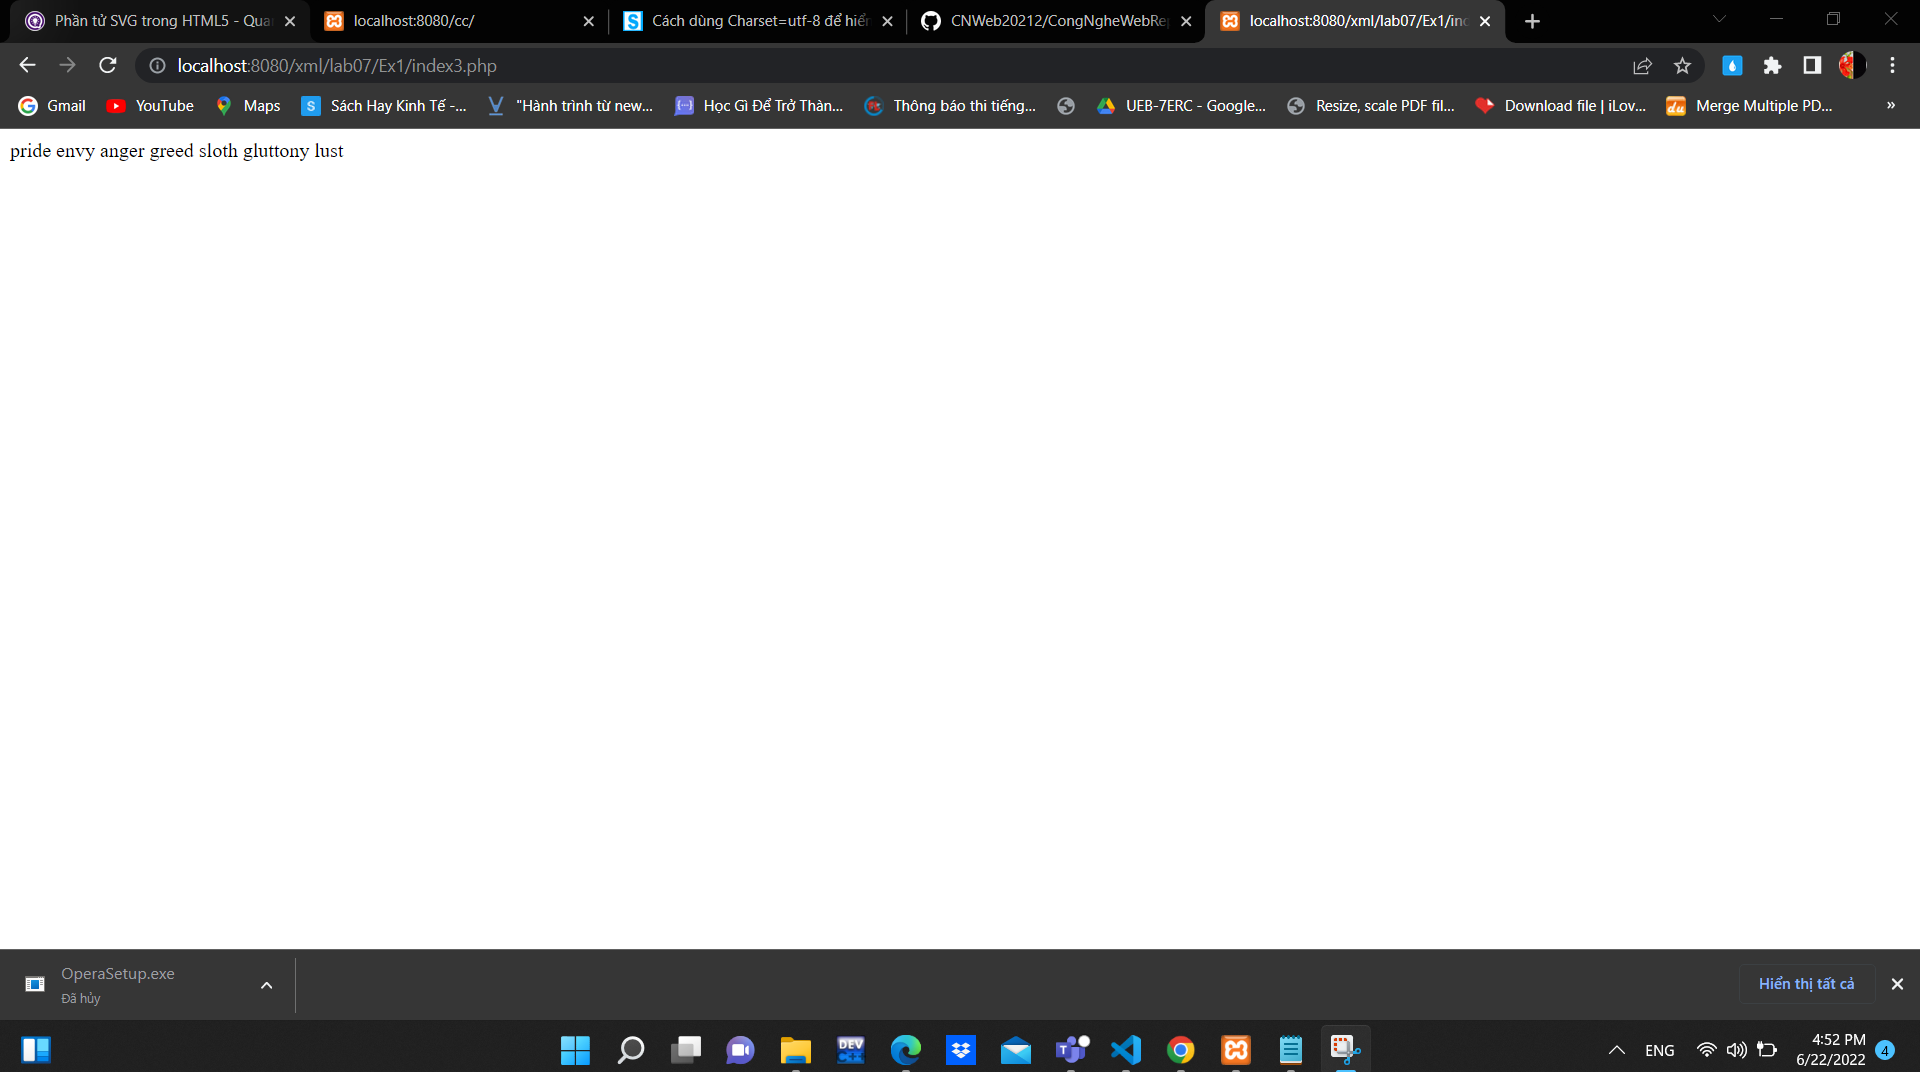 Phần tử SVG trong HTML5 - Qua
localhost:8080/cc/
Cách dùng Charset=utf-8 để hiển
CNWeb20212/CongNgheWebRep
localhost:8080/xml/lab07/Ex1/ind
localhost:8080/xml/lab07/Ex1/index3.php
Gmail
YouTube
Maps
Sách Hay Kinh Tế -...
"Hành trình từ new...
Học Gì Để Trở Thàn...
Thông báo thi tiếng...
UEB-7ERC - Google...
Resize, scale PDF fil...
Download file | iLov...
Merge Multiple PD...
»
pride envy anger greed sloth gluttony lust
OperaSetup.exe
Đã hủy
Hiển thị tất cả
DEV
C++
ENG
4:52 PM
6/22/2022
4